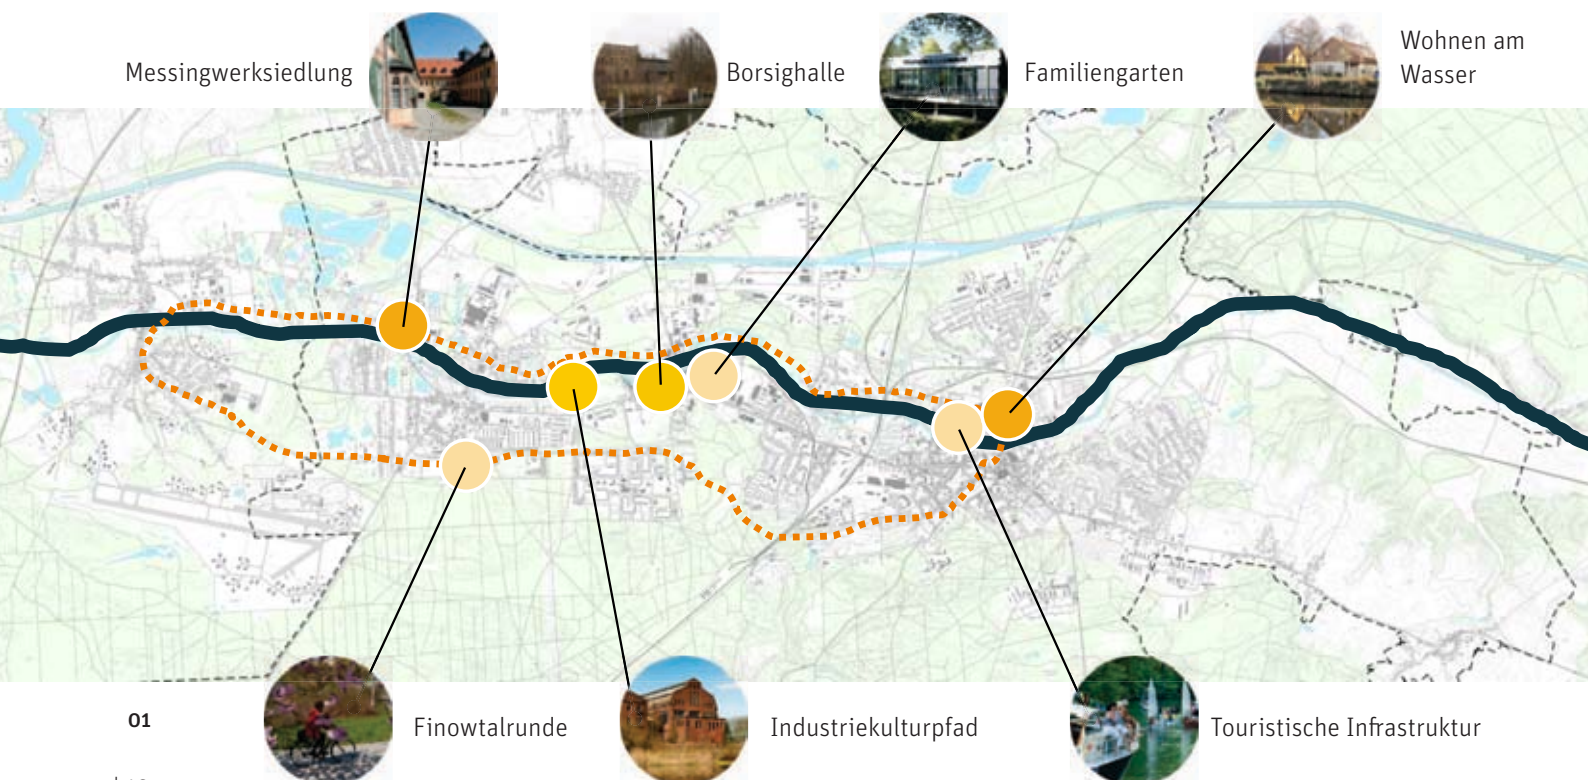 Messingwerksiedlung
Borsighalle
Familiengarten
Wohnen am
Wasser
01
Finowtalrunde
Industriekulturpfad
Touristische Infrastruktur